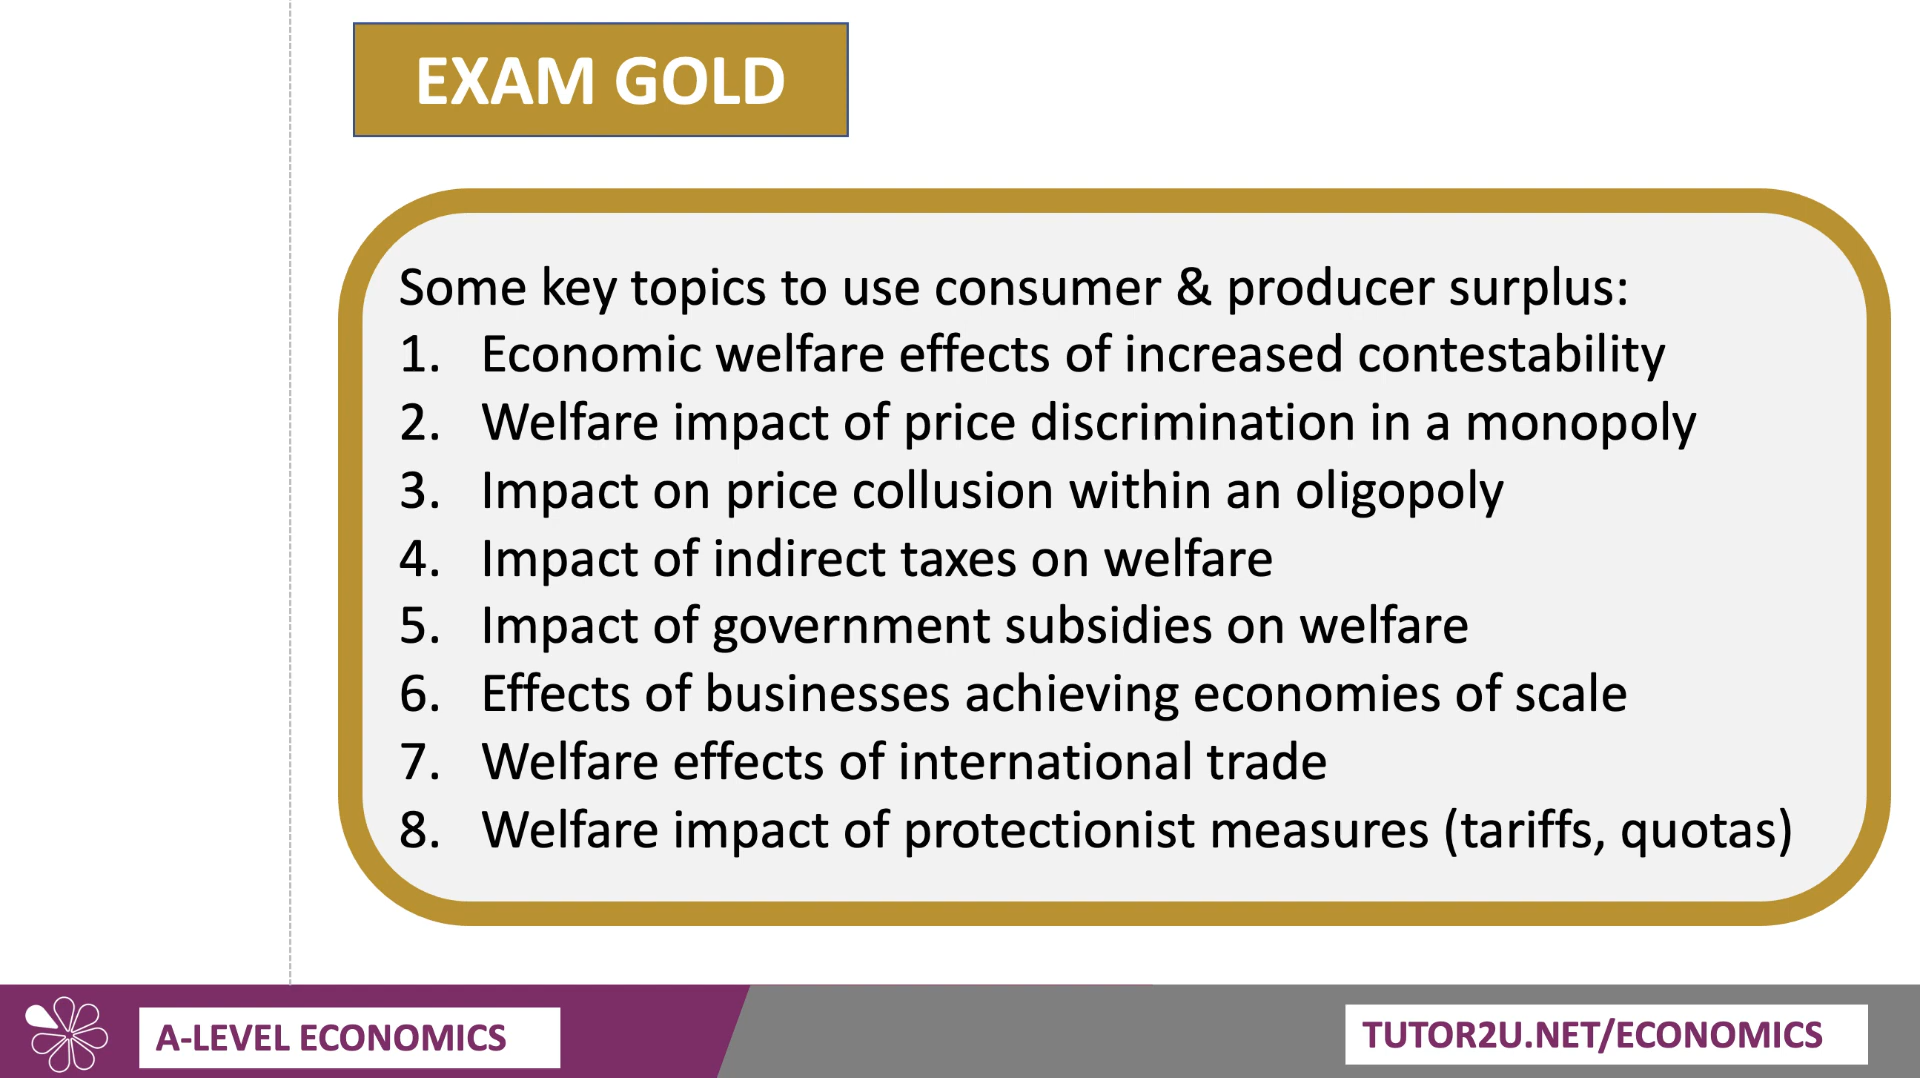 EXAM GOLD
Some key topics to use consumer & producer surplus:
1. Economic welfare effects of increased contestability
2. Welfare impact of price discrimination in a monopoly
3. Impact on price collusion within an oligopoly
4. Impact of indirect taxes on welfare
5. Impact of government subsidies on welfare
6. Effects of businesses achieving economies of scale
7. Welfare effects of international trade
8. Welfare impact of protectionist measures (tariffs, quotas)
A-LEVEL ECONOMICS
TUTOR2U.NET/ECONOMICS